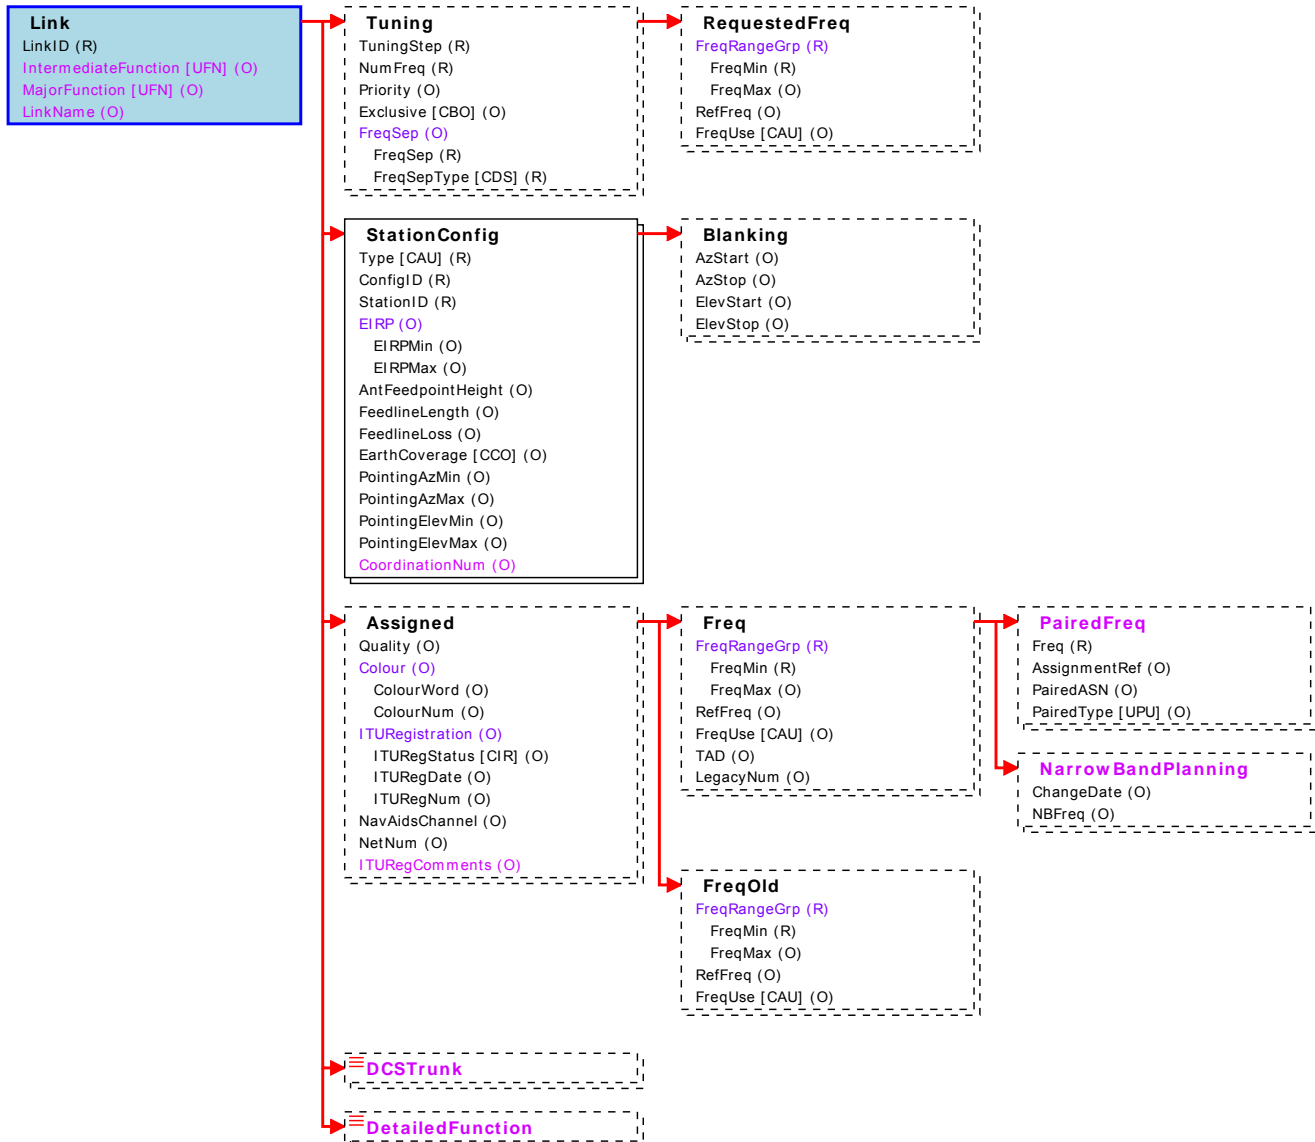 Link
LinkID (R)
IntermediateFunction [UFN] (O)
MajorFunction [UFN] (O)
LinkName (O)
Tuning
TuningStep (R)
NumFreq (R)
Priority (O)
Exclusive [CBO] (O)
FreqSep (O)
FreqSep (R)
FreqSepType [CDS] (R)
RequestedFreq
FreqRangeGrp (R)
FreqMin (R)
FreqMax (O)
RefFreq (O)
FreqUse [CAU] (O)
StationConfig
Type [CAU] (R)
ConfigID (R)
StationID (R)
EIRP (O)
EIRPMin (O)
EIRPMax (O)
AntFeedpointHeight (O)
FeedlineLength (O)
FeedlineLoss (O)
EarthCoverage [CCO] (O)
PointingAzMin (O)
PointingAzMax (O)
PointingElevMin (O)
PointingElevMax (O)
CoordinationNum (O)
Blanking
AzStart (O)
AzStop (O)
ElevStart (O)
ElevStop (O)
Assigned
Quality (O)
Colour (O)
ColourWord (O)
ColourNum (O)
ITURegistration (O)
ITURegStatus [CIR] (O)
ITURegDate (O)
ITURegNum (O)
NavAidsChannel (O)
NetNum (O)
ITURegComments (O)
Freq
FreqRangeGrp (R)
FreqMin (R)
FreqMax (O)
RefFreq (O)
FreqUse [CAU] (O)
TAD (O)
LegacyNum (O)
PairedFreq
Freq (R)
AssignmentRef (O)
PairedASN (O)
PairedType [UPU] (O)
NarrowBandPlanning
ChangeDate (O)
NBFreq (O)
FreqOld
FreqRangeGrp (R)
FreqMin (R)
FreqMax (O)
RefFreq (O)
FreqUse [CAU] (O)
DCSTrunk
DetailedFunction